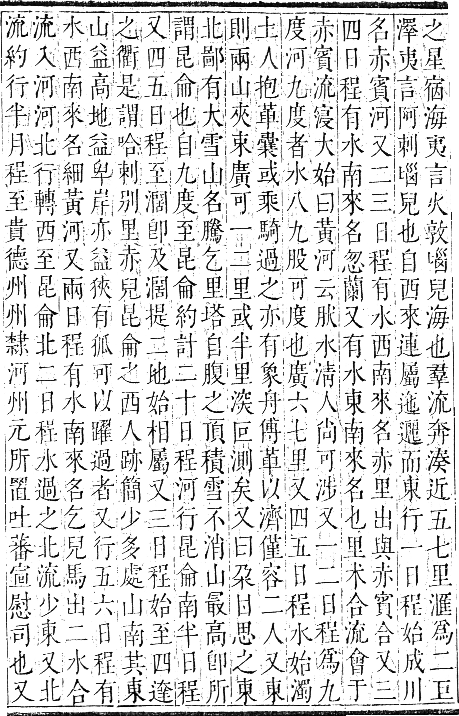 之星宿海夷言火敦惱兒海也羣流奔湊近五七里滙爲二巨
澤夷言阿刺惱兒也自西來連屬迤邐而東行一日程始成川
名赤賓河又二三日程有水西南來名赤里出與赤賓合又三
四日程有水南來名忽蘭又有水東南來名也里术合流會于
赤賓流寖大始曰黃河云肰水淸人尙可涉又一二日程爲九
度河九度者水八九股可度也廣六七里又四五日程水始濁
土人抱革囊或乘騎過之亦有象舟傅革以濟僅容二人又東
則兩山夾束廣可一二里或半里深叵測矣又曰朶甘思之東
北鄙有大雪山名騰乞里塔自腹之頂積雪不消山最高卽所
謂昆侖也自九度至昆侖約計二十日程河行昆侖南半日程
又四五日程至濶卽及濶提二地始相屬又三日程始至四達
之衢是謂哈刺别里赤兒昆侖之西人跡簡少多處山南其東
山益高地益卑岸亦益狹有狐可以躍過者又行五六日程有
水西南來名細黃河又兩日程有水南來名乞兒馬出二水合
流入河河北行轉西至昆侖北二日程水過之北流少東又北
流約行半月程至貴德州州隸河州元所置吐蕃宣慰司也又